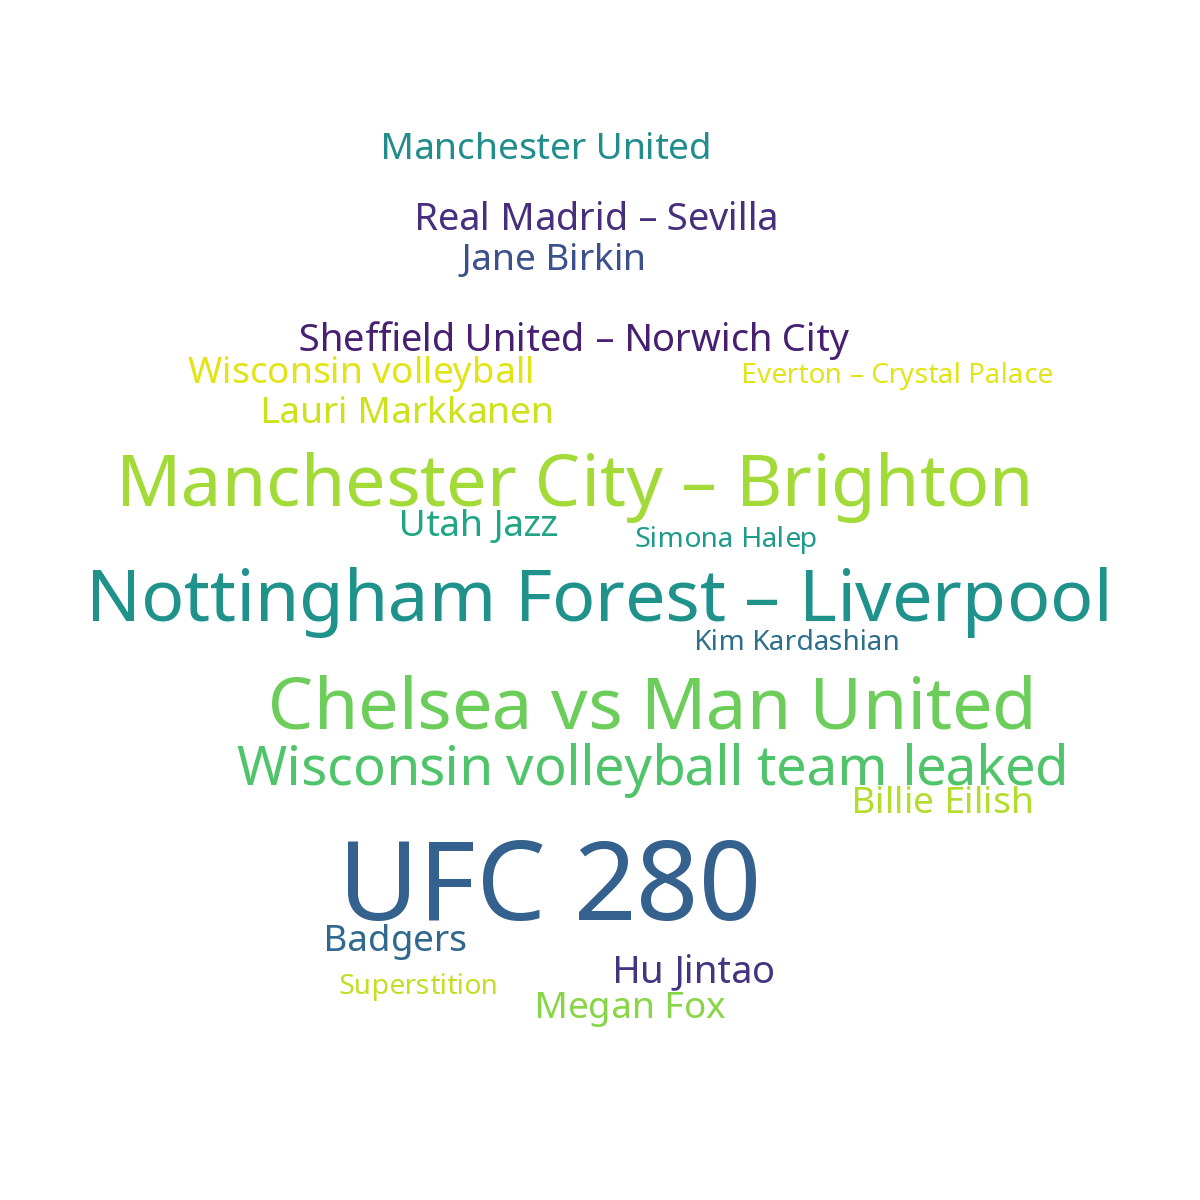 Manchester United
Real Madrid – Sevilla
Jane Birkin
Sheffield United – Norwich City
Wisconsin volleyball
Everton – Crystal Palace
Lauri Markkanen
Manchester City – Brighton
Utah Jazz
Simona Halep
Nottingham Forest – Liverpool
Kim Kardashian
Chelsea vs Man United
Wisconsin volleyball team leaked
Billie Eilish
UFC 280
Badgers
Hu Jintao
Superstition
Megan Fox